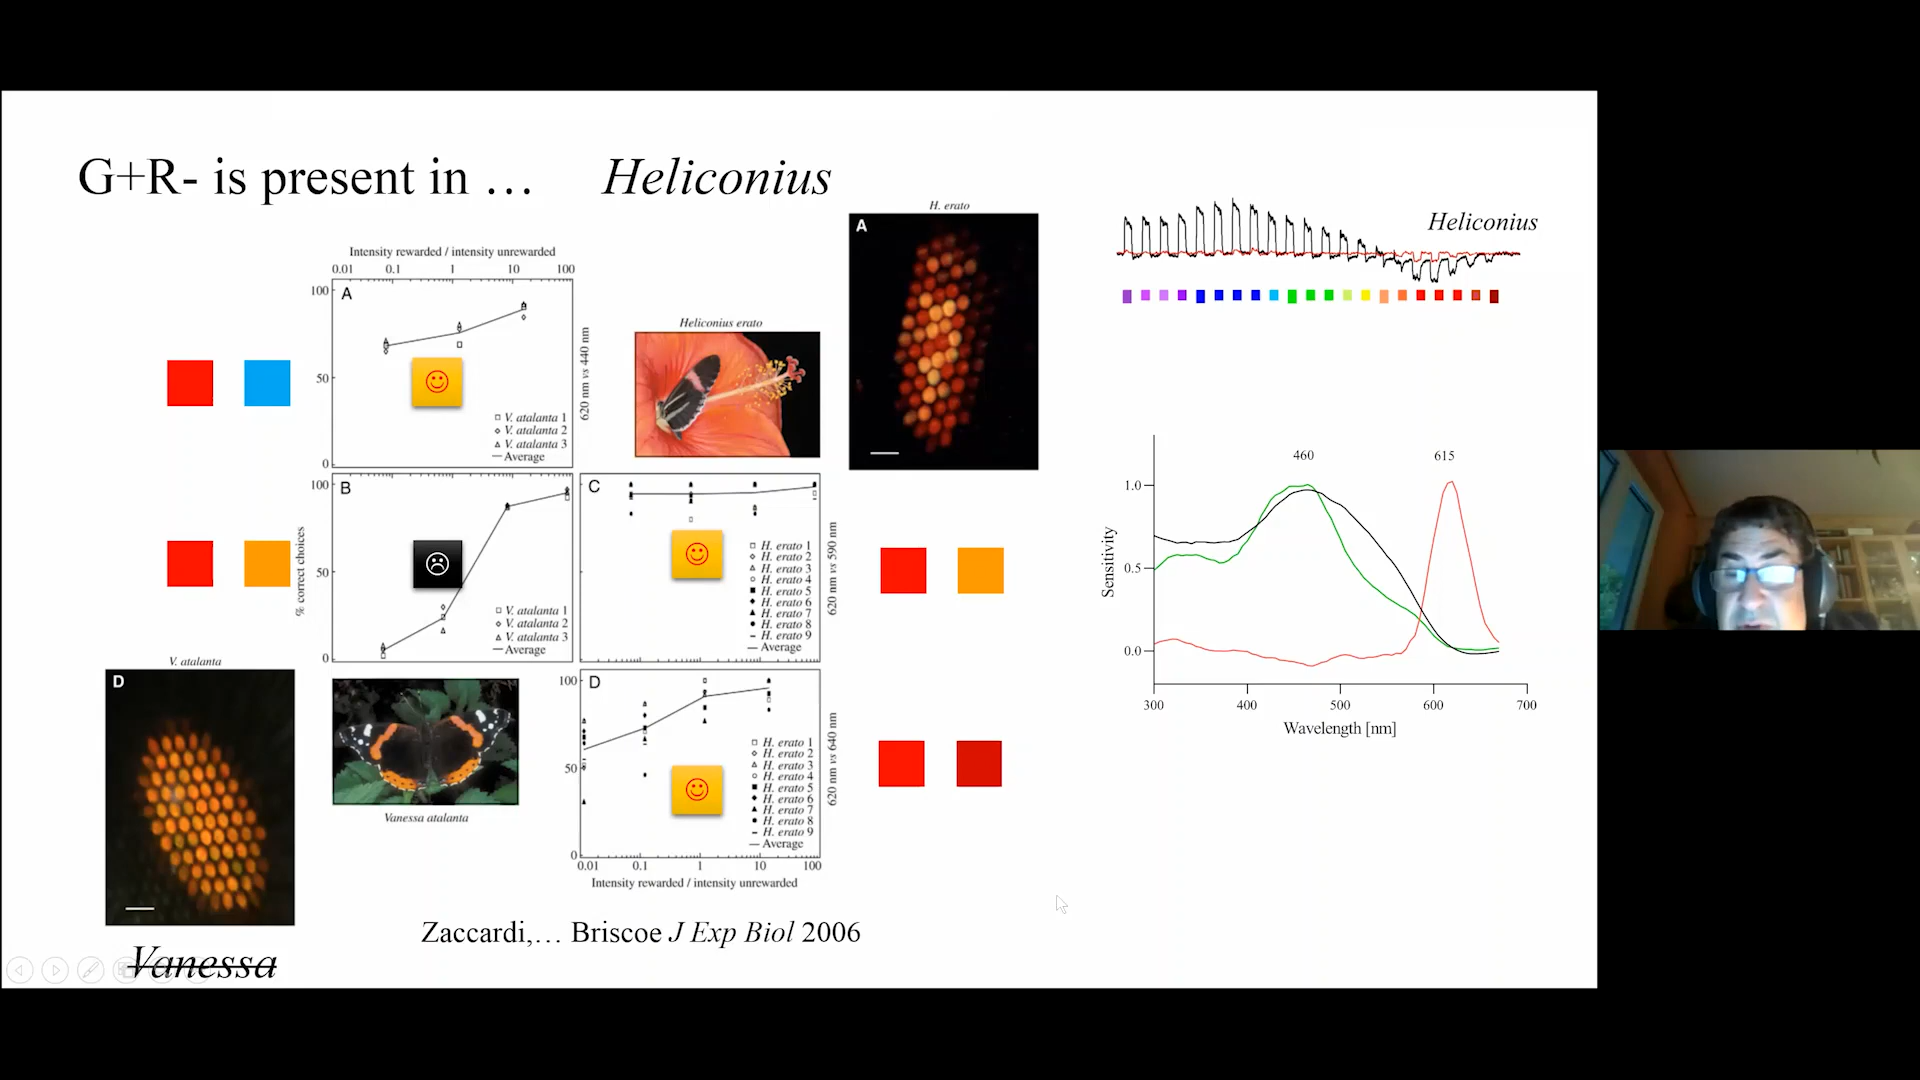 G+R- is present in …
Heliconius
Intensity rewarded / intensity unrewarded
0.01 0.1 1 10 100
A
100
50
0
V. atalanta 1
V. atalanta 2
V. atalanta 3
Average
620 nm vs 440 nm
Heliconius erato
H. erato
A
Heliconius
B
100
50
0
% correct choices
V. atalanta 1
V. atalanta 2
V. atalanta 3
Average
C
H. erato 1
H. erato 2
H. erato 3
H. erato 4
H. erato 5
H. erato 6
H. erato 7
H. erato 8
H. erato 9
Average
620 nm vs 590 nm
460 615
1.0
0.5
0.0
Sensitivity
300 400 500 600 700
Wavelength [nm]
V. atalanta
D
Vanessa atalanta
D
100
50
0
H. erato 1
H. erato 2
H. erato 3
H. erato 4
H. erato 5
H. erato 6
H. erato 7
H. erato 8
H. erato 9
Average
620 nm vs 640 nm
0.01 0.1 1 10 100
Intensity rewarded / intensity unrewarded
Zaccardi,… Briscoe J Exp Biol 2006
Vanessa